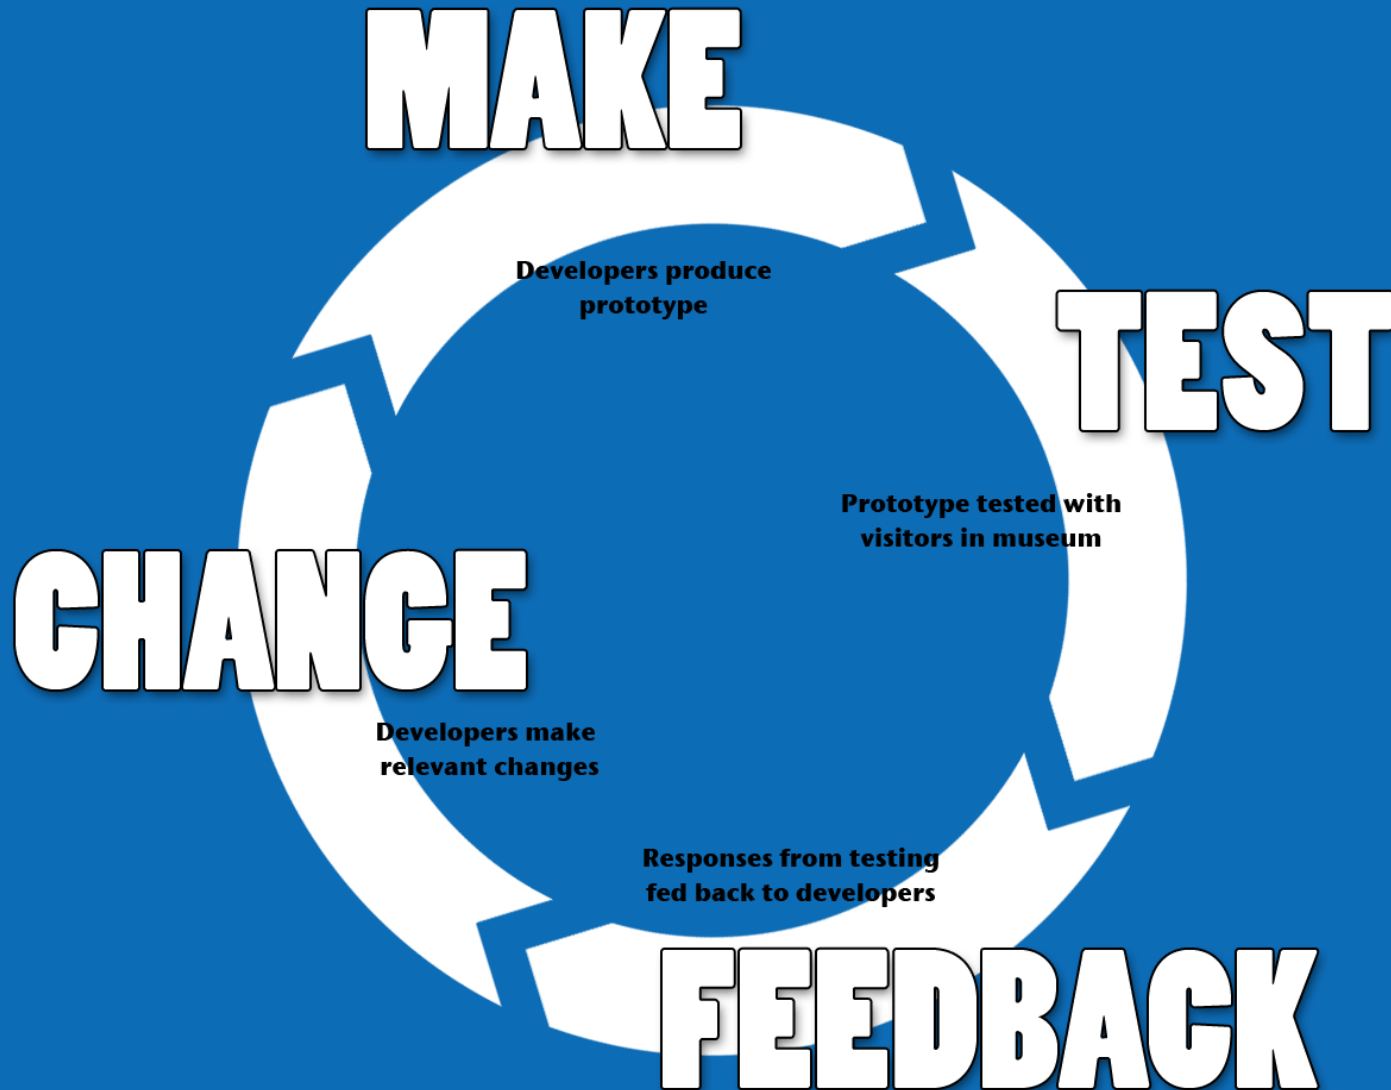 MAKE
Developers produce
prototype
TEST
Prototype tested with
visitors in museum
CHANGE
Developers make
relevant changes
Responses from testing
fed back to developers
FEEDBACK